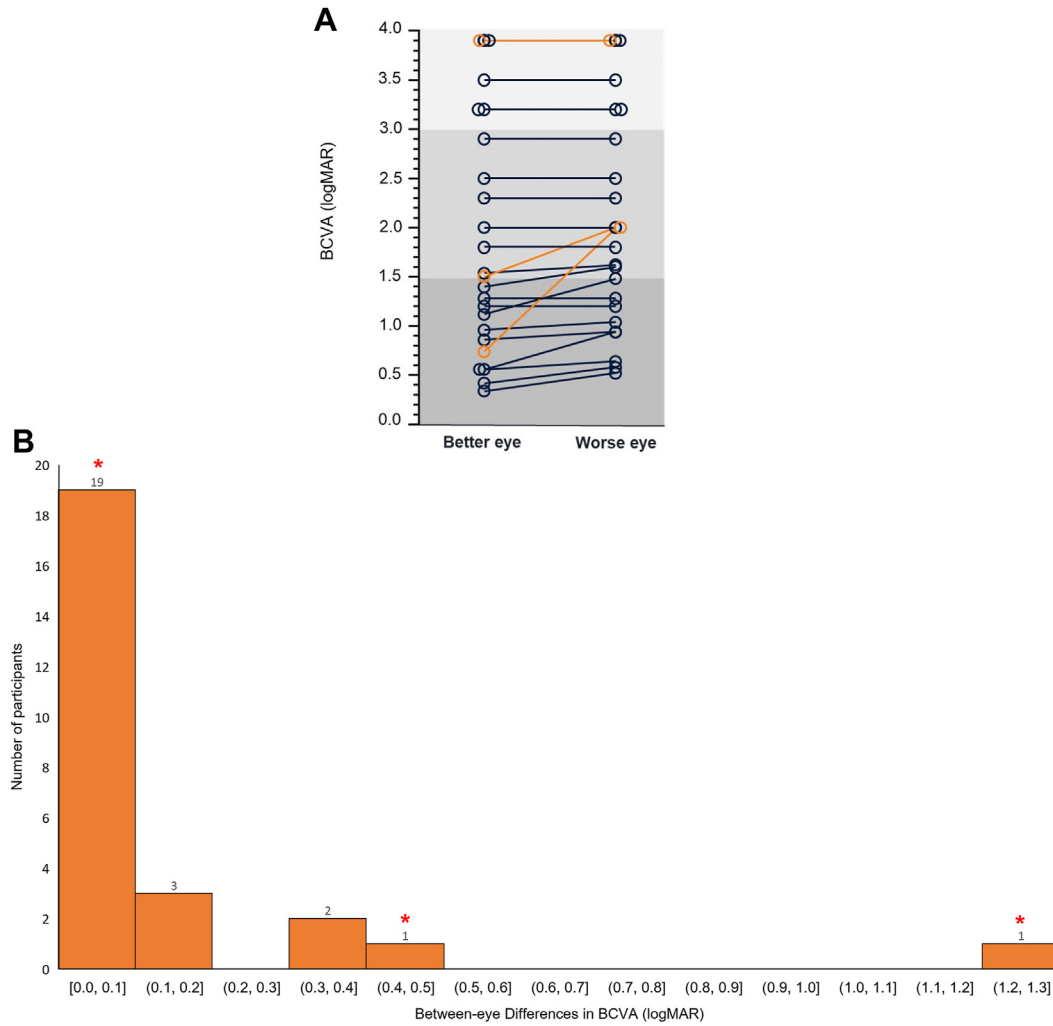 A
BCVA (logMAR)
4.0
3.5
3.0
2.5
2.0
1.5
1.0
0.5
0.0
Better eye Worse eye
B
Number of participants
20
18
16
14
12
10
8
6
4
2
0
* * *
19 3 2 1 1
[0.0, 0.1] (0.1, 0.2] (0.2, 0.3] (0.3, 0.4] (0.4, 0.5] (0.5, 0.6] (0.6, 0.7] (0.7, 0.8] (0.8, 0.9] (0.9, 1.0] (1.0, 1.1] (1.1, 1.2] (1.2, 1.3]
Between-eye Differences in BCVA (logMAR)